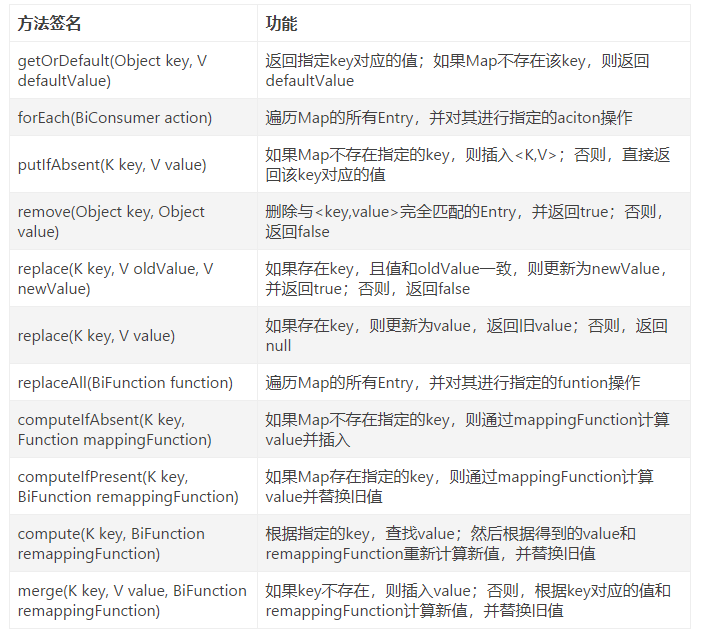 方法签名
功能
getOrDefault(Object key, V
defaultValue)
返回指定key对应的值；如果Map不存在该key，则返回
defaultValue
forEach(BiConsumer action)
遍历Map的所有Entry，并对其进行指定的aciton操作
putIfAbsent(K key, V value)
如果Map不存在指定的key，则插入<K,V>；否则，直接返
回该key对应的值
remove(Object key, Object
value)
删除与<key,value>完全匹配的Entry，并返回true；否则，
返回false
replace(K key, V oldValue, V
newValue)
如果存在key，且值和oldValue一致，则更新为newValue，
并返回true；否则，返回false
replace(K key, V value)
如果存在key，则更新为value，返回旧value；否则，返回
null
replaceAll(BiFunction function)
遍历Map的所有Entry，并对其进行指定的funtion操作
computeIfAbsent(K key,
Function mappingFunction)
如果Map不存在指定的key，则通过mappingFunction计算
value并插入
computeIfPresent(K key,
BiFunction remappingFunction)
如果Map存在指定的key，则通过mappingFunction计算
value并替换旧值
compute(K key, BiFunction
remappingFunction)
根据指定的key，查找value；然后根据得到的value和
remappingFunction重新计算新值，并替换旧值
merge(K key, V value, BiFunction
remappingFunction)
如果key不存在，则插入value；否则，根据key对应的值和
remappingFunction计算新值，并替换旧值